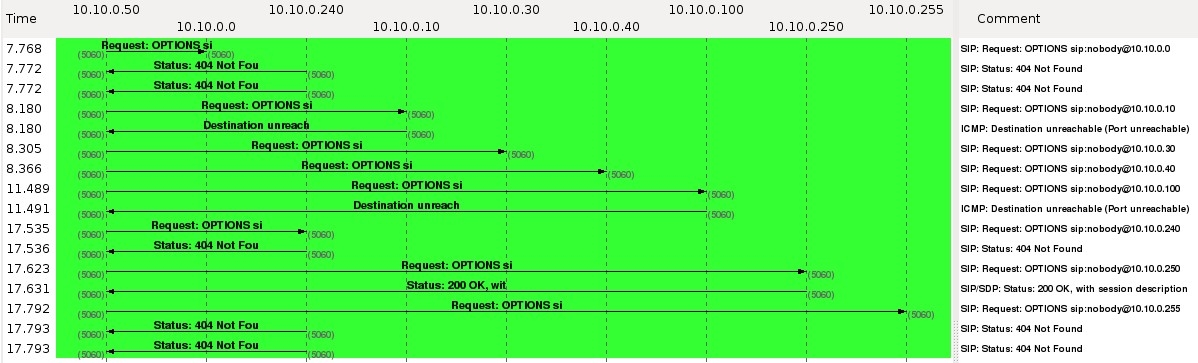 10.10.0.50 10.10.0.240 10.10.0.30 10.10.0.100 10.10.0.255
Time 10.10.0.0 10.10.0.10 10.10.0.40 10.10.0.250 Comment
7.768 (5060) Request: OPTIONS si (5060) SIP: Request: OPTIONS sip:nobody@10.10.0.0
7.772 (5060) Status: 404 Not Fou (5060) SIP: Status: 404 Not Found
7.772 (5060) Status: 404 Not Fou (5060) SIP: Status: 404 Not Found
8.180 (5060) Request: OPTIONS si (5060) SIP: Request: OPTIONS sip:nobody@10.10.0.10
8.180 (5060) Destination unreach (5060) ICMP: Destination unreachable (Port unreachable)
8.305 (5060) Request: OPTIONS si (5060) SIP: Request: OPTIONS sip:nobody@10.10.0.30
8.366 (5060) Request: OPTIONS si (5060) SIP: Request: OPTIONS sip:nobody@10.10.0.40
11.489 (5060) Request: OPTIONS si (5060) SIP: Request: OPTIONS sip:nobody@10.10.0.100
11.491 (5060) Destination unreach (5060) ICMP: Destination unreachable (Port unreachable)
17.535 (5060) Request: OPTIONS si (5060) SIP: Request: OPTIONS sip:nobody@10.10.0.240
17.536 (5060) Status: 404 Not Fou (5060) SIP: Status: 404 Not Found
17.623 (5060) Request: OPTIONS si (5060) SIP: Request: OPTIONS sip:nobody@10.10.0.250
17.631 (5060) Status: 200 OK, wit (5060) SIP/SDP: Status: 200 OK, with session description
17.792 (5060) Request: OPTIONS si (5060) SIP: Request: OPTIONS sip:nobody@10.10.0.255
17.793 (5060) Status: 404 Not Fou (5060) SIP: Status: 404 Not Found
17.793 (5060) Status: 404 Not Fou (5060) SIP: Status: 404 Not Found